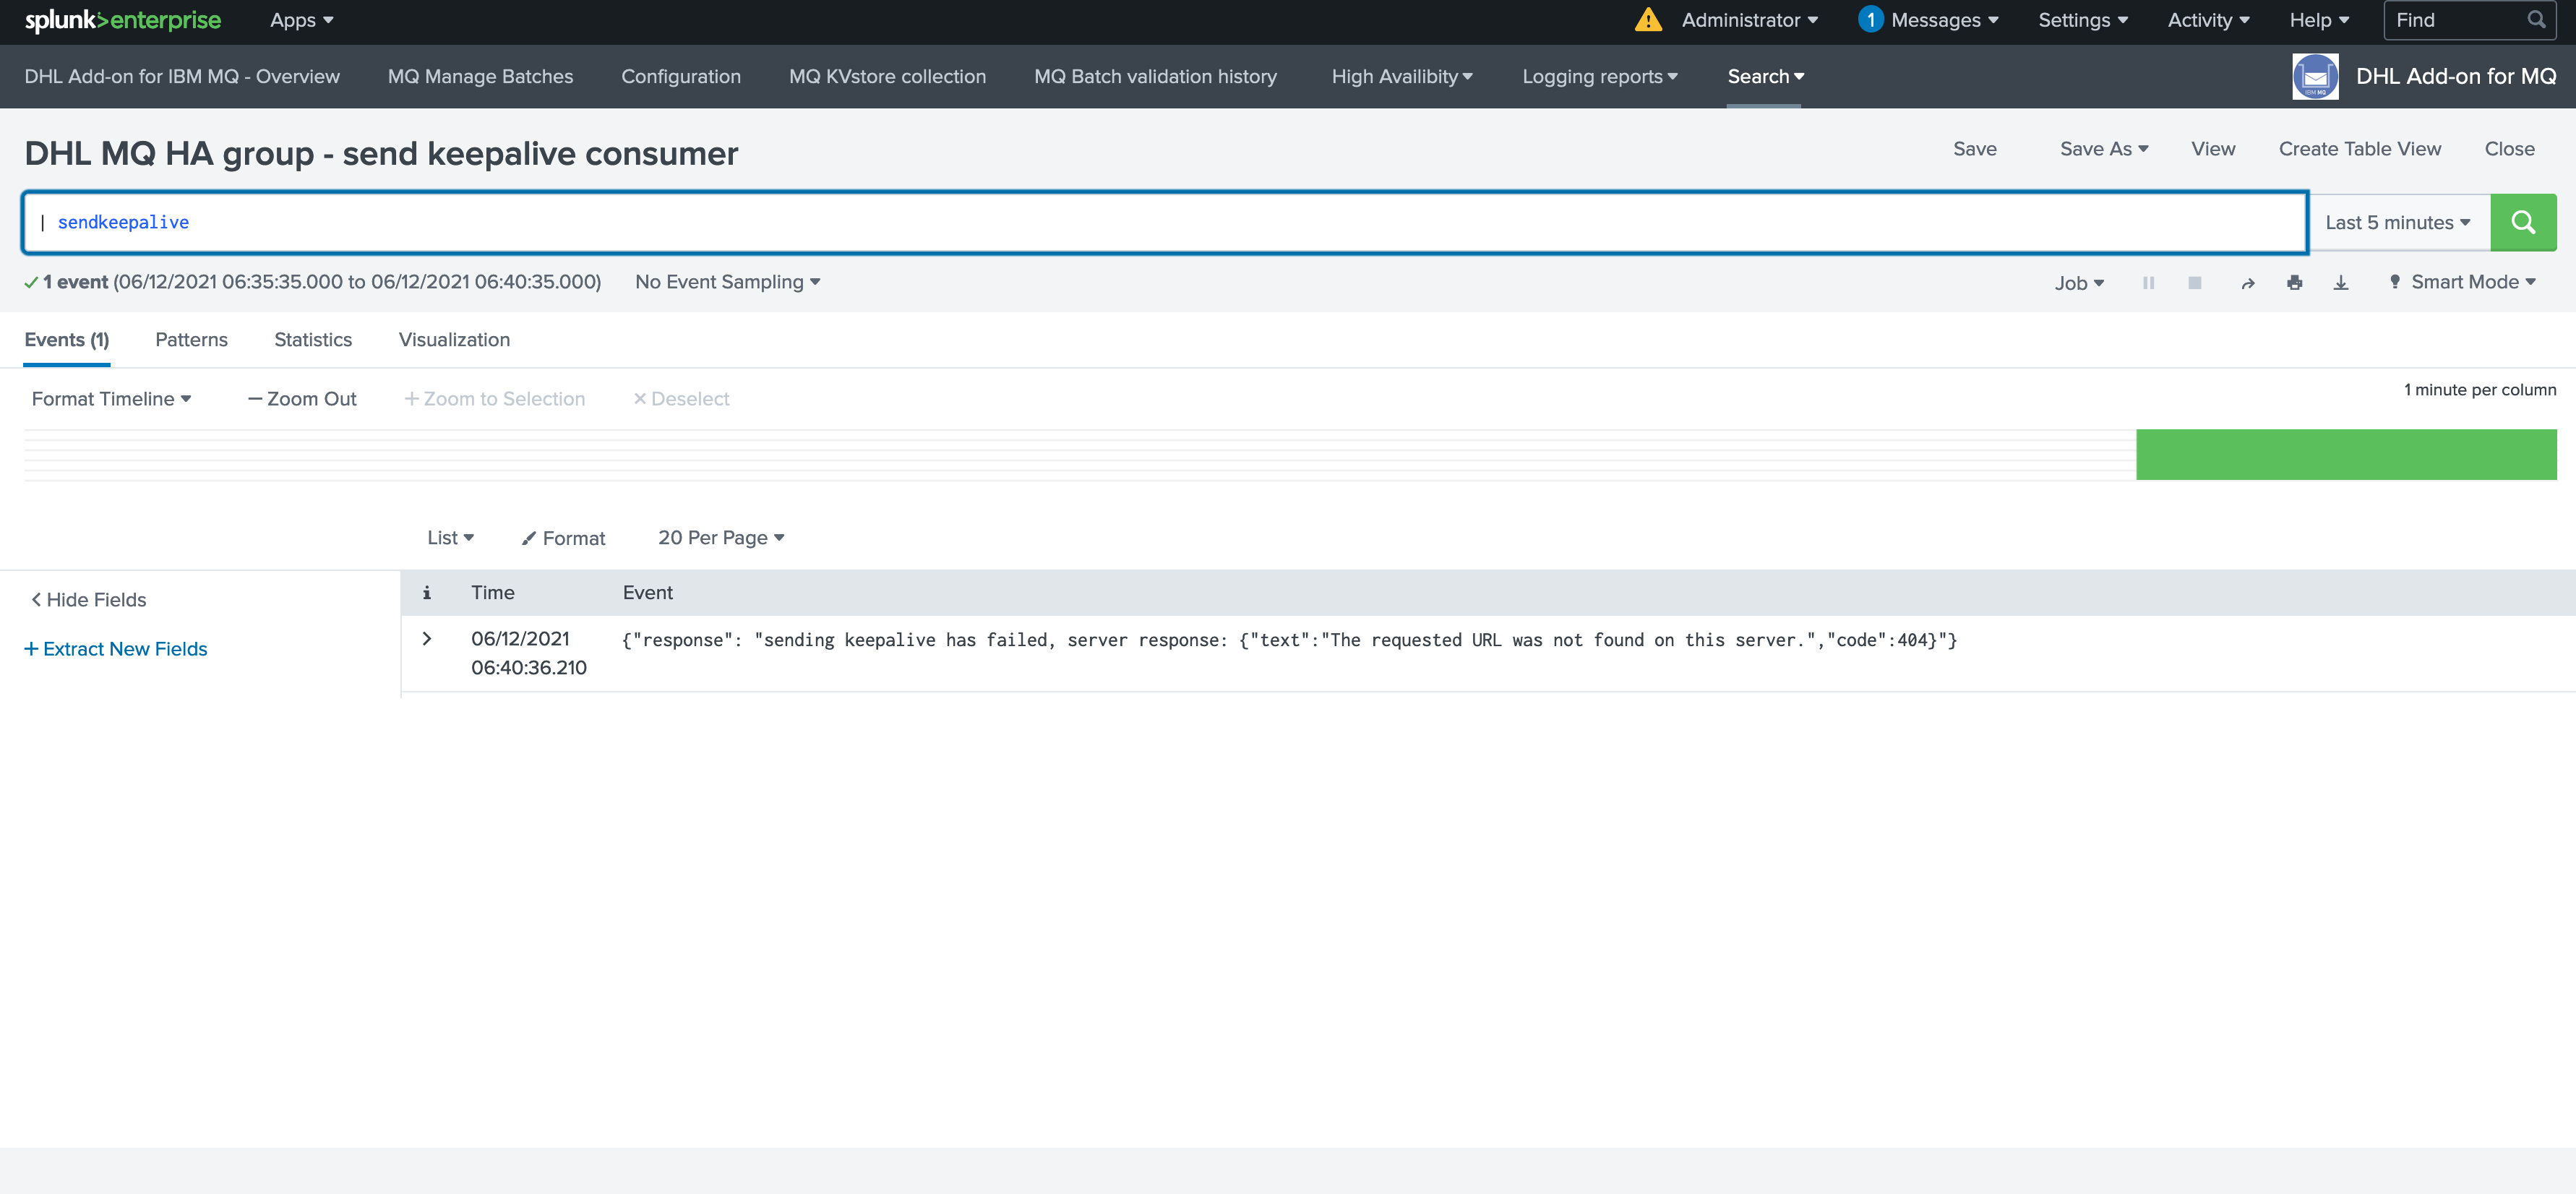 splunk>enterprise Apps Administrator 1 Messages Settings Activity Help Find
DHL Add-on for IBM MQ - Overview MQ Manage Batches Configuration MQ KVstore collection MQ Batch validation history High Availibity Logging reports Search IBM MQ DHL Add-on for MQ
DHL MQ HA group - send keepalive consumer Save Save As View Create Table View Close
| sendkeepalive Last 5 minutes
1 event (06/12/2021 06:35:35.000 to 06/12/2021 06:40:35.000) No Event Sampling Job Smart Mode
Events (1) Patterns Statistics Visualization
Format Timeline — Zoom Out + Zoom to Selection × Deselect 1 minute per column
List Format 20 Per Page
< Hide Fields i Time Event
+ Extract New Fields > 06/12/2021 {"response": "sending keepalive has failed, server response: {"text":"The requested URL was not found on this server.","code":404}"}
06:40:36.210